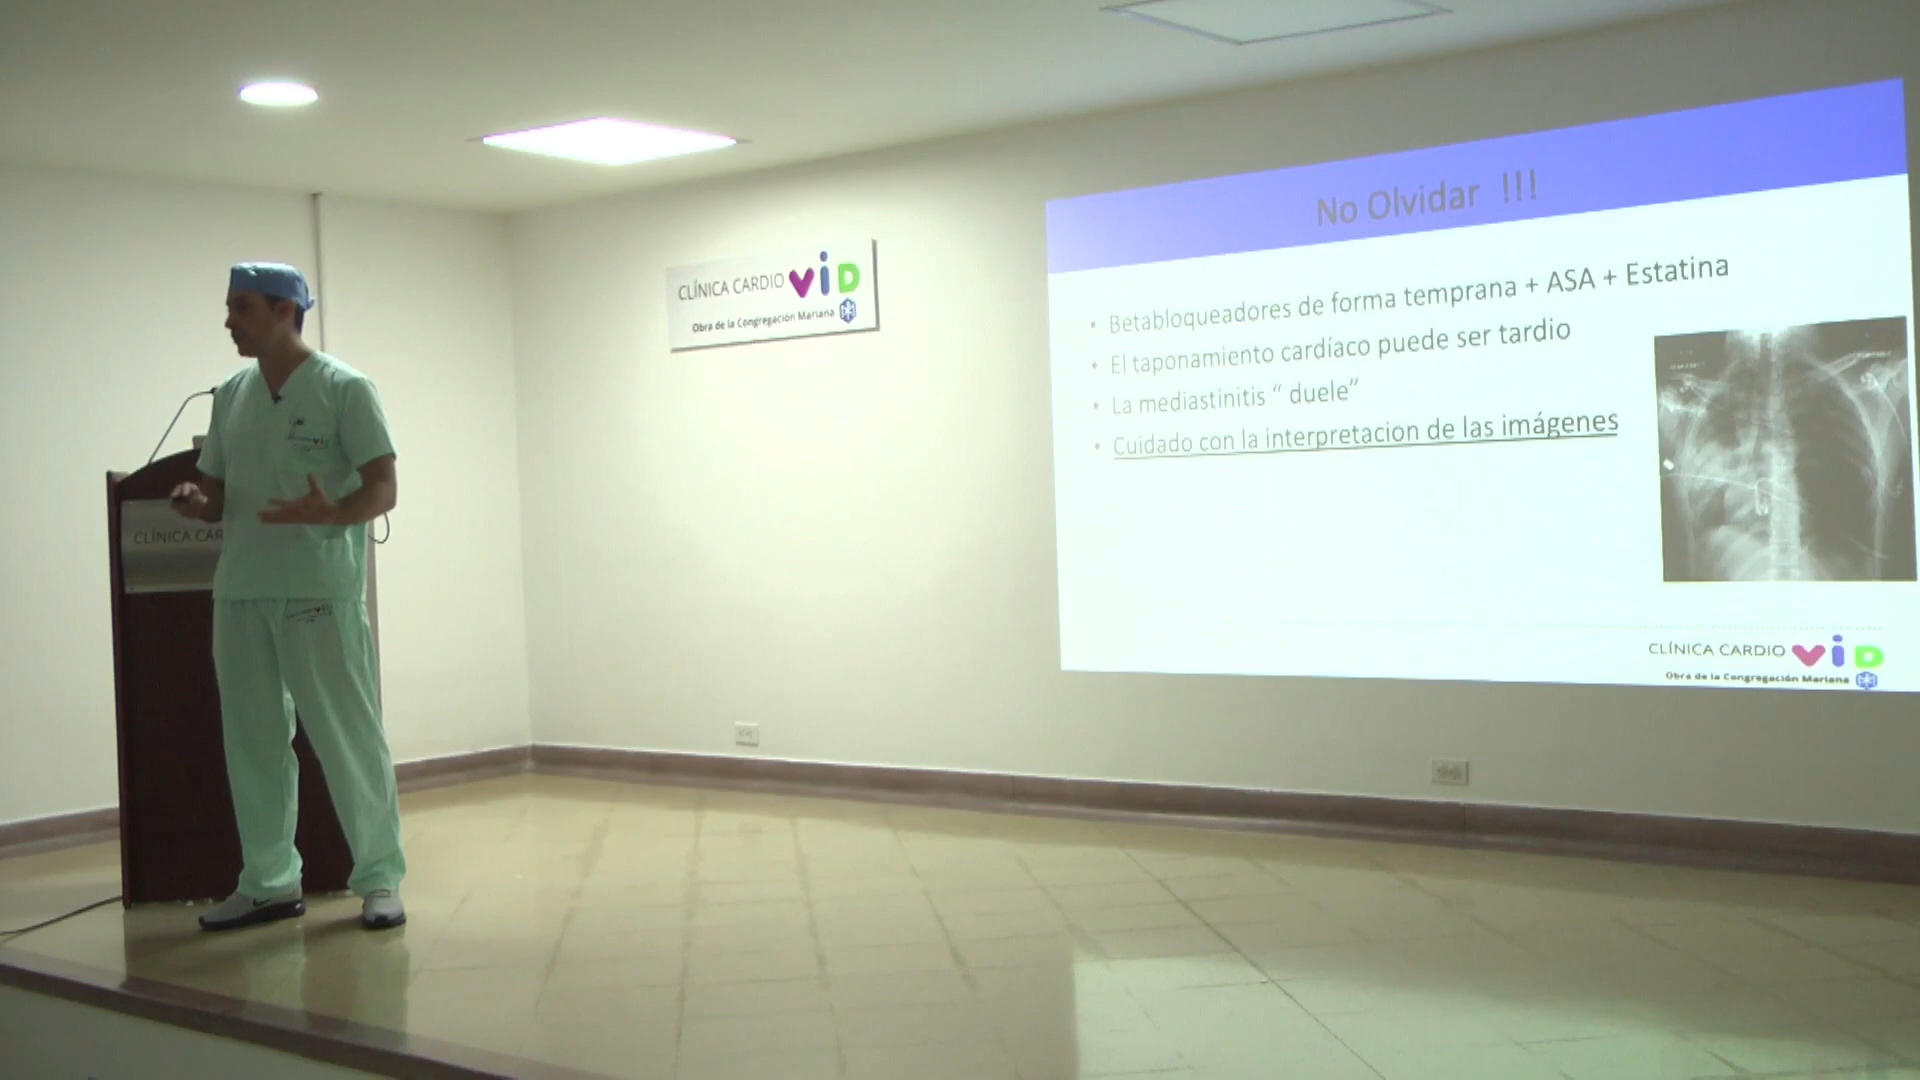 CLÍNICA CARDIO VID
Obra de la Congregación Mariana
CLÍNICA CAR
No Olvidar !!!
• Betabloqueadores de forma temprana + ASA + Estatina
• El taponamiento cardíaco puede ser tardio
• La mediastinitis “ duele”
• Cuidado con la interpretacion de las imágenes
CLÍNICA CARDIO VID
Obra de la Congregación Mariana